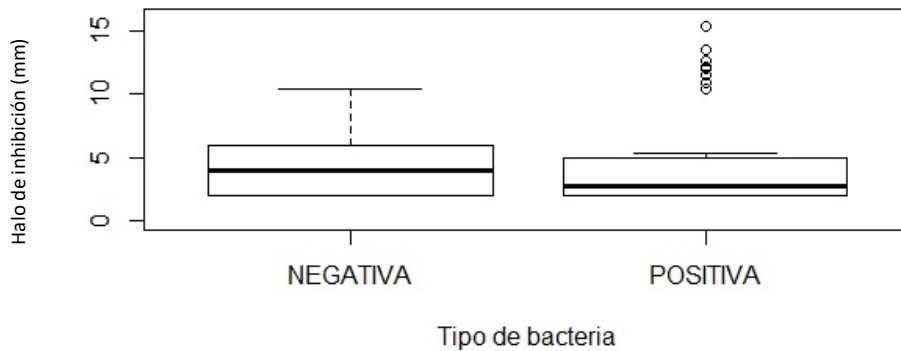 Halo de inhibición (mm)
15
10
5
0
NEGATIVA
POSITIVA
Tipo de bacteria